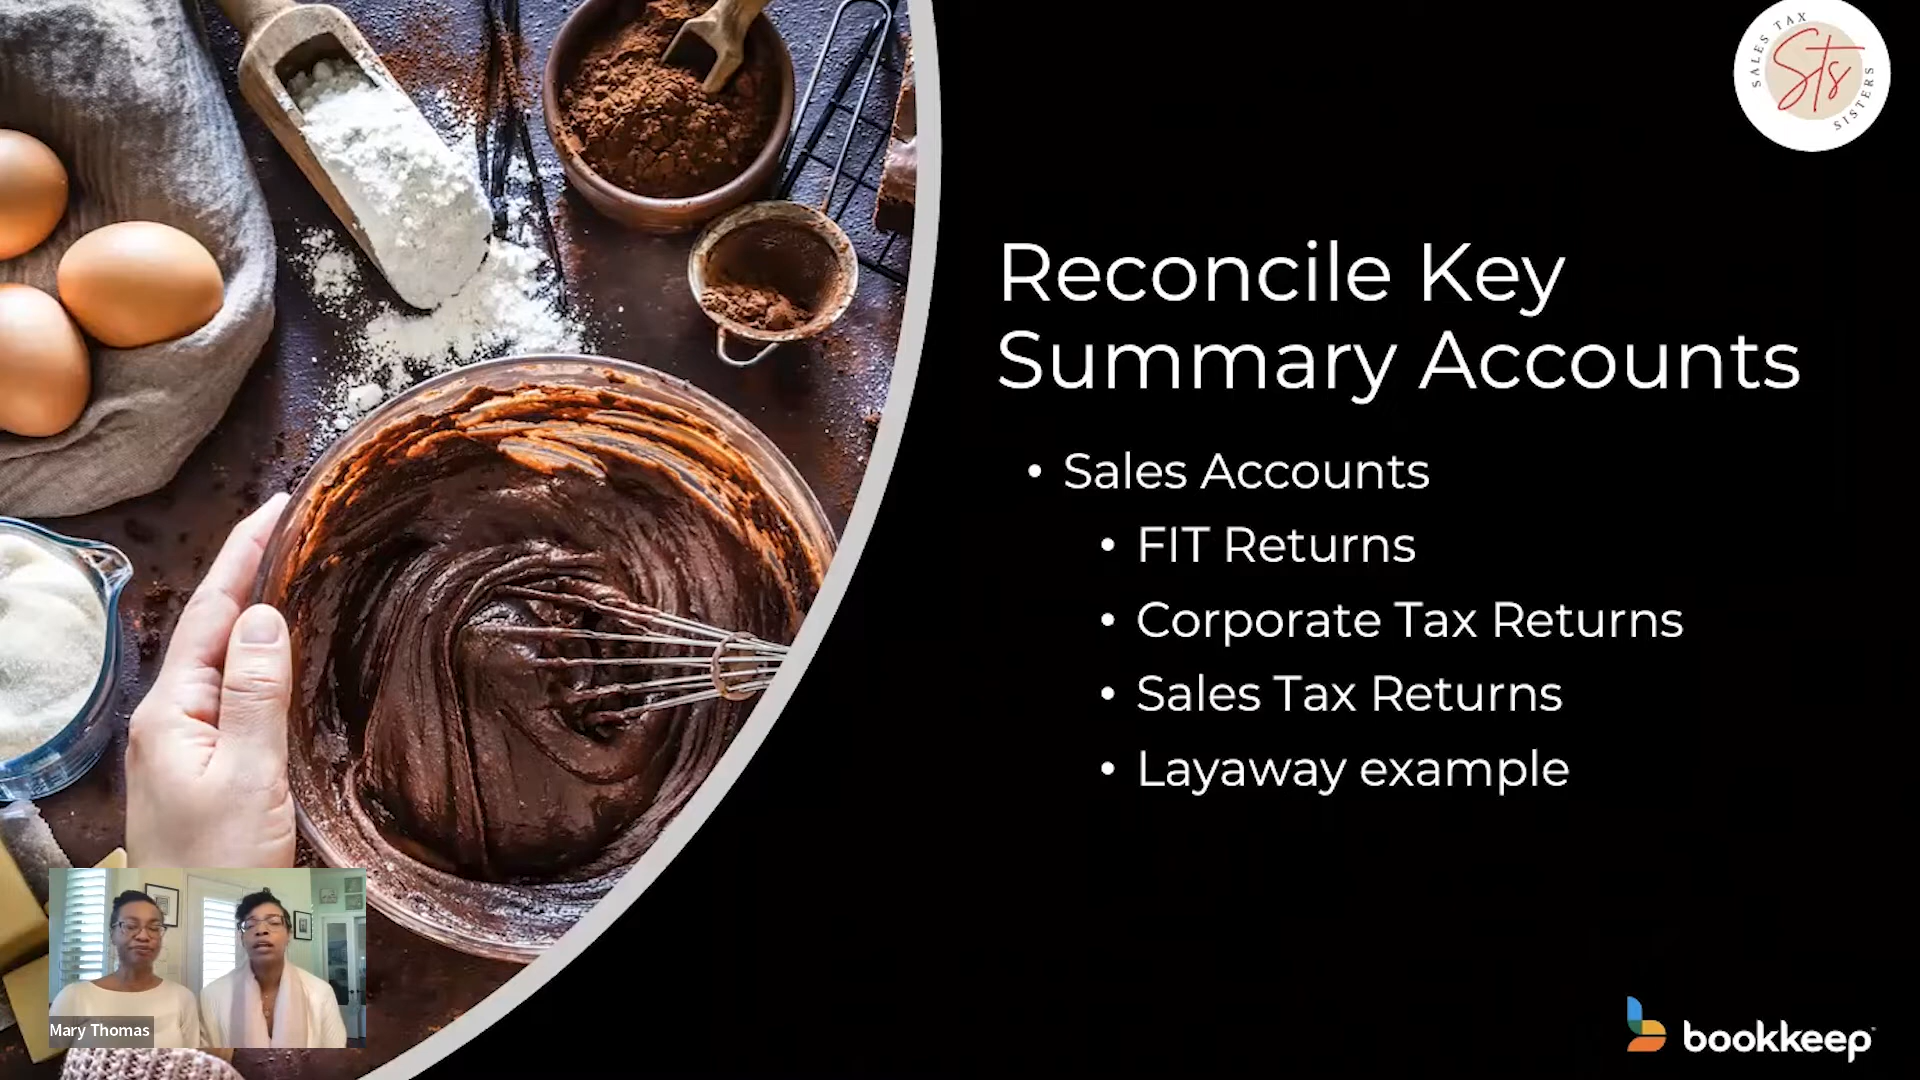 SALES TAX
Sts
SISTERS
Reconcile Key
Summary Accounts
• Sales Accounts
• FIT Returns
• Corporate Tax Returns
• Sales Tax Returns
• Layaway example
Mary Thomas
bookkeep